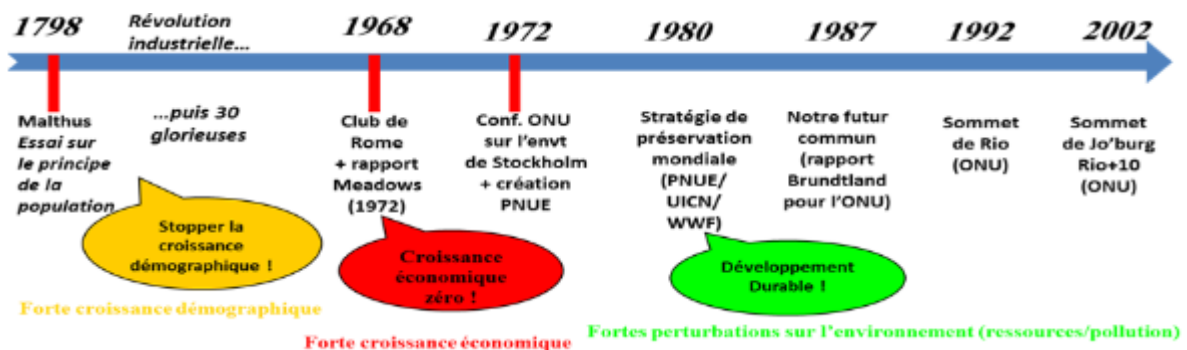 1798
Révolution
industrielle...
1968
1972
1980
1987
1992
2002
Malthus
Essai sur
le principe
de la
population
...puis 30
glorieuses
Club de
Rome
+ rapport
Meadows
(1972)
Conf. ONU
sur l'envt
de Stockholm
+ création
PNUE
Stratégie de
préservation
mondiale
(PNUE/
UICN/
WWF)
Notre futur
commun
(rapport
Brundtland
pour l'ONU)
Sommet
de Rio
(ONU)
Sommet
de Jo'burg
Rio+10
(ONU)
Stopper la
croissance
démographique !
Croissance
économique
zéro !
Développement
Durable !
Forte croissance démographique
Forte croissance économique
Fortes perturbations sur l'environnement (ressources/pollution)